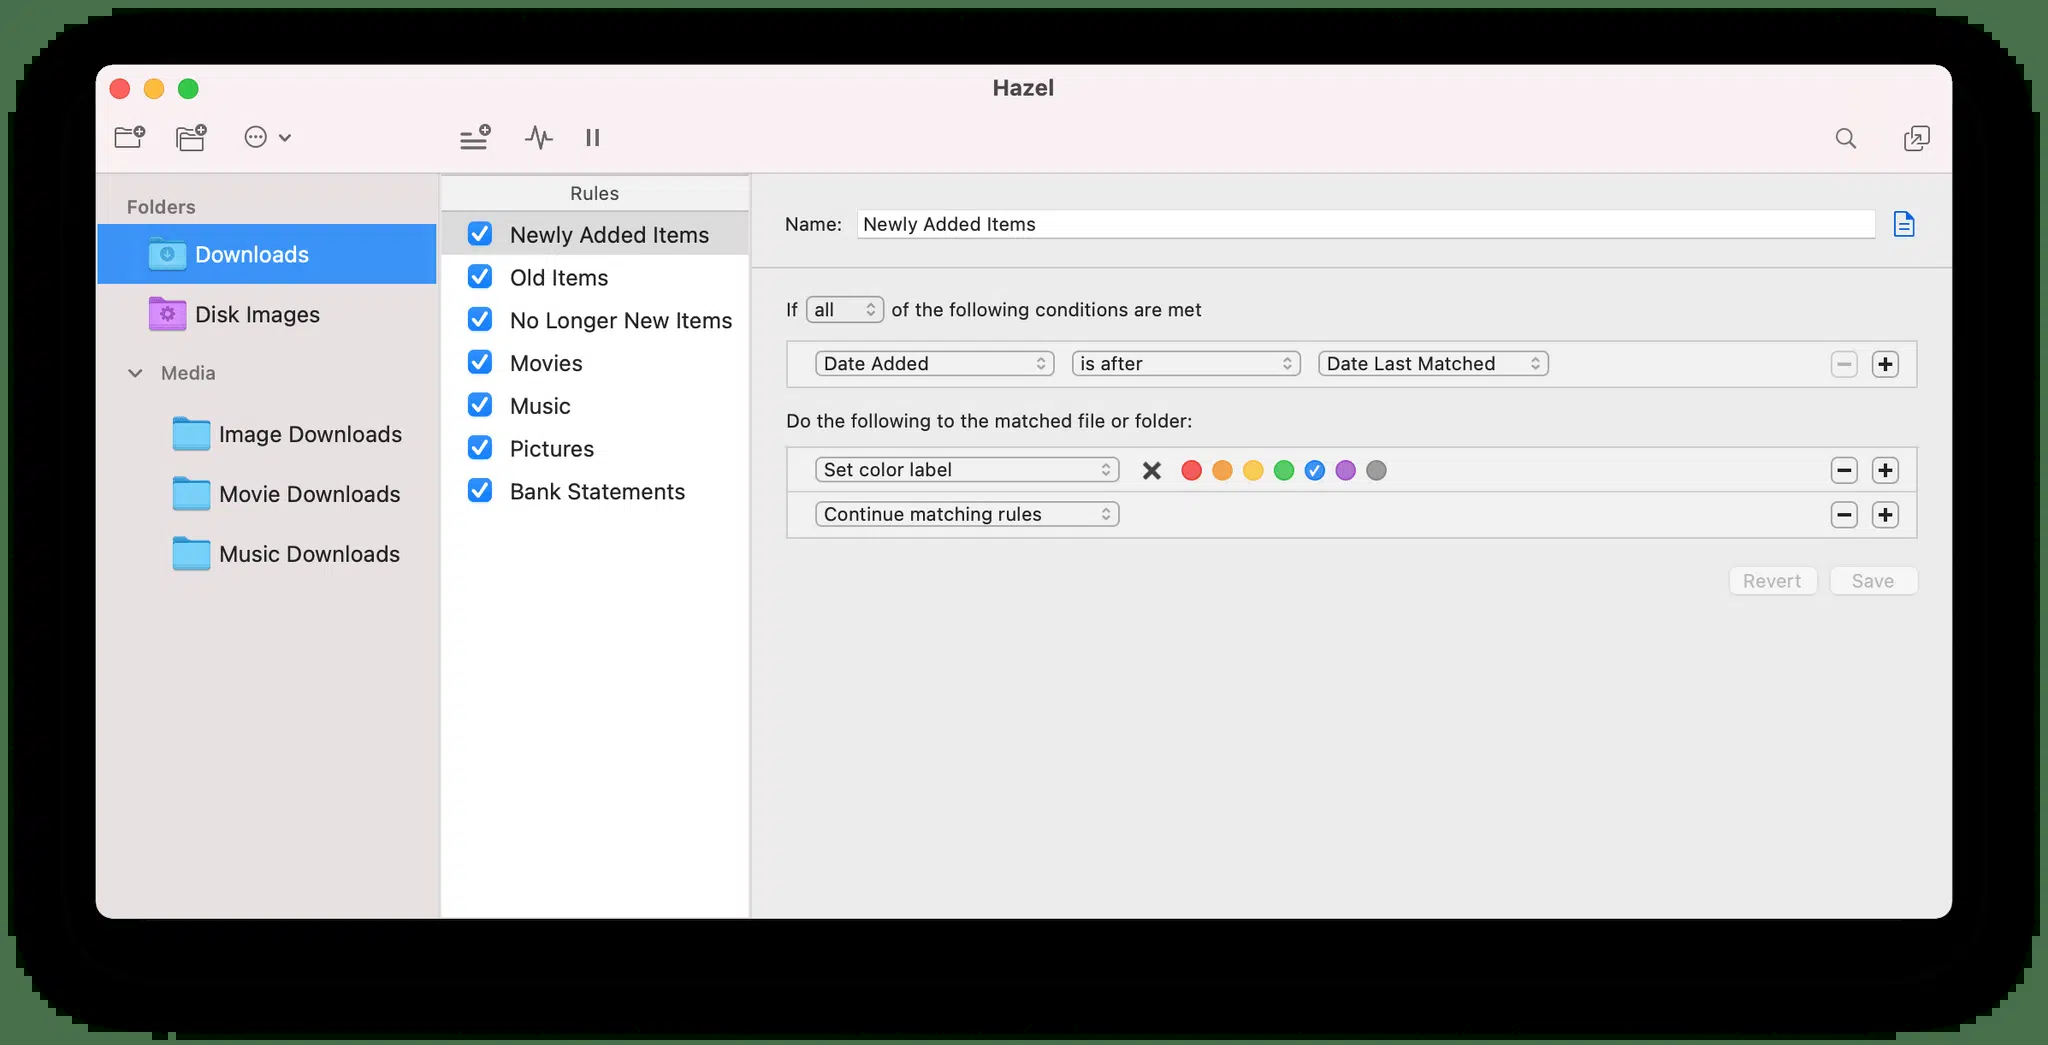 Hazel
Folders
Downloads
Disk Images
Media
Image Downloads
Movie Downloads
Music Downloads
Rules
Newly Added Items
Old Items
No Longer New Items
Movies
Music
Pictures
Bank Statements
Name: Newly Added Items
If all of the following conditions are met
Date Added is after Date Last Matched
Do the following to the matched file or folder:
Set color label
Continue matching rules
Revert Save